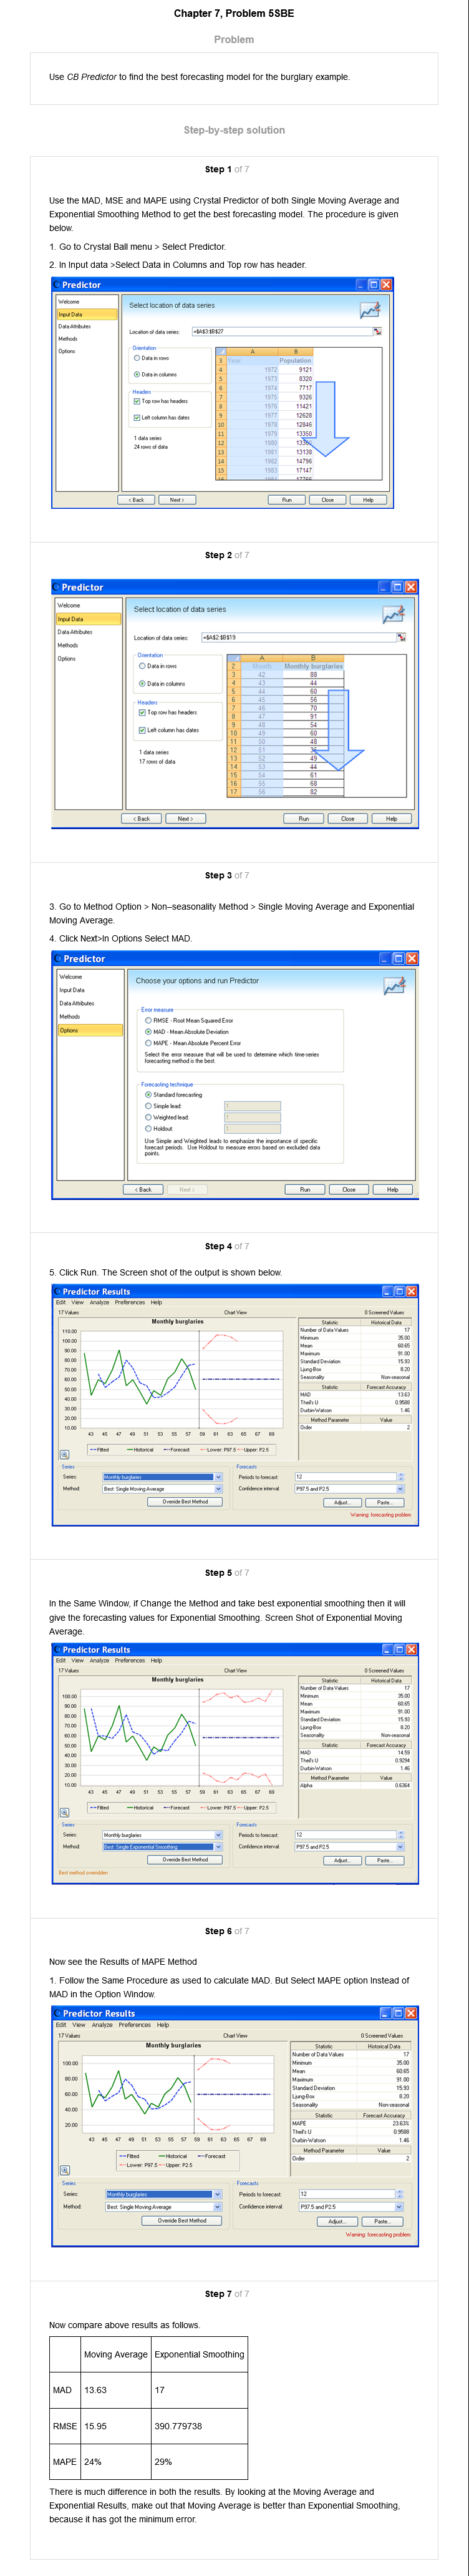 Chapter 7, Problem 5SBE
Problem
Use CB Predictor to find the best forecasting model for the burglary example.
Step-by-step solution
Step 1 of 7
Use the MAD, MSE and MAPE using Crystal Predictor of both Single Moving Average and
Exponential Smoothing Method to get the best forecasting model. The procedure is given
below.
1. Go to Crystal Ball menu > Select Predictor.
2. In Input data >Select Data in Columns and Top row has header.
Predictor
Welcome
Input Data
Data Attributes
Methods
Options
Select location of data series
Location of data series: =$A$3:$B$27
Orientation
Data in rows
Data in columns
Headers
Top row has headers
Left column has dates
1 data series
24 rows of data
A B
3 Year Population
4 1972 9121
5 1973 8320
6 1974 7717
7 1975 9326
8 1976 11421
9 1977 12628
10 1978 12846
11 1979 13350
12 1980
13 1981 13138
14 1982 14796
15 1983 17147
< Back Next > Run Close Help
Step 2 of 7
Predictor
Welcome
Input Data
Data Attributes
Methods
Options
Select location of data series
Location of data series: =$A$2:$B$19
Orientation
Data in rows
Data in columns
Headers
Top row has headers
Left column has dates
1 data series
17 rows of data
A B
2 Month Monthly burglaries
3 42 88
4 43 44
5 44 60
6 45 56
7 46 70
8 47 91
9 48 54
10 49 60
11 50 48
12 51
13 52 49
14 53 44
15 54 61
16 55 68
17 56 82
< Back Next > Run Close Help
Step 3 of 7
3. Go to Method Option > Non–seasonality Method > Single Moving Average and Exponential
Moving Average.
4. Click Next>In Options Select MAD.
Predictor
Welcome
Input Data
Data Attributes
Methods
Options
Choose your options and run Predictor
Error measure
RMSE - Root Mean Squared Error
MAD - Mean Absolute Deviation
MAPE - Mean Absolute Percent Error
Select the error measure that will be used to determine which time-series
forecasting method is the best.
Forecasting technique
Standard forecasting
Simple lead: 1
Weighted lead: 1
Holdout: 1
Use Simple and Weighted leads to emphasize the importance of specific
forecast periods. Use Holdout to measure errors based on excluded data
points.
< Back Next > Run Close Help
Step 4 of 7
5. Click Run. The Screen shot of the output is shown below.
Predictor Results
Edit View Analyze Preferences Help
17 Values Chart View 0 Screened Values
Monthly burglaries
110.00
100.00
90.00
80.00
70.00
60.00
50.00
40.00
30.00
20.00
10.00
43 45 47 49 51 53 55 57 59 61 63 65 67 69
Fitted Historical Forecast Lower: P97.5 Upper: P2.5
Statistic Historical Data
Number of Data Values 17
Minimum 35.00
Mean 60.65
Maximum 91.00
Standard Deviation 15.93
Ljung-Box 8.20
Seasonality Non-seasonal
Statistic Forecast Accuracy
MAD 13.63
Theil's U 0.9588
Durbin-Watson 1.46
Method Parameter Value
Order 2
Series
Series: Monthly burglaries
Method: Best: Single Moving Average
Override Best Method
Forecasts
Periods to forecast: 12
Confidence interval: P97.5 and P2.5
Adjust... Paste...
Warning: forecasting problem
Step 5 of 7
In the Same Window, if Change the Method and take best exponential smoothing then it will
give the forecasting values for Exponential Smoothing. Screen Shot of Exponential Moving
Average.
Predictor Results
Edit View Analyze Preferences Help
17 Values Chart View 0 Screened Values
Monthly burglaries
100.00
90.00
80.00
70.00
60.00
50.00
40.00
30.00
20.00
10.00
43 45 47 49 51 53 55 57 59 61 63 65 67 69
Fitted Historical Forecast Lower: P97.5 Upper: P2.5
Statistic Historical Data
Number of Data Values 17
Minimum 35.00
Mean 60.65
Maximum 91.00
Standard Deviation 15.93
Ljung-Box 8.20
Seasonality Non-seasonal
Statistic Forecast Accuracy
MAD 14.59
Theil's U 0.9294
Durbin-Watson 1.46
Method Parameter Value
Alpha 0.6364
Series
Series: Monthly burglaries
Method: Best: Single Exponential Smoothing
Override Best Method
Forecasts
Periods to forecast: 12
Confidence interval: P97.5 and P2.5
Adjust... Paste...
Best method overridden
Step 6 of 7
Now see the Results of MAPE Method
1. Follow the Same Procedure as used to calculate MAD. But Select MAPE option Instead of
MAD in the Option Window.
Predictor Results
Edit View Analyze Preferences Help
17 Values Chart View 0 Screened Values
Monthly burglaries
100.00
80.00
60.00
40.00
20.00
43 45 47 49 51 53 55 57 59 61 63 65 67 69
Fitted Historical Forecast
Lower: P97.5 Upper: P2.5
Statistic Historical Data
Number of Data Values 17
Minimum 35.00
Mean 60.65
Maximum 91.00
Standard Deviation 15.93
Ljung-Box 8.20
Seasonality Non-seasonal
Statistic Forecast Accuracy
MAPE 23.63%
Theil's U 0.9588
Durbin-Watson 1.46
Method Parameter Value
Order 2
Series
Series: Monthly burglaries
Method: Best: Single Moving Average
Override Best Method
Forecasts
Periods to forecast: 12
Confidence interval: P97.5 and P2.5
Adjust... Paste...
Warning: forecasting problem
Step 7 of 7
Now compare above results as follows.
Moving Average Exponential Smoothing
MAD 13.63 17
RMSE 15.95 390.779738
MAPE 24% 29%
There is much difference in both the results. By looking at the Moving Average and
Exponential Results, make out that Moving Average is better than Exponential Smoothing,
because it has got the minimum error.